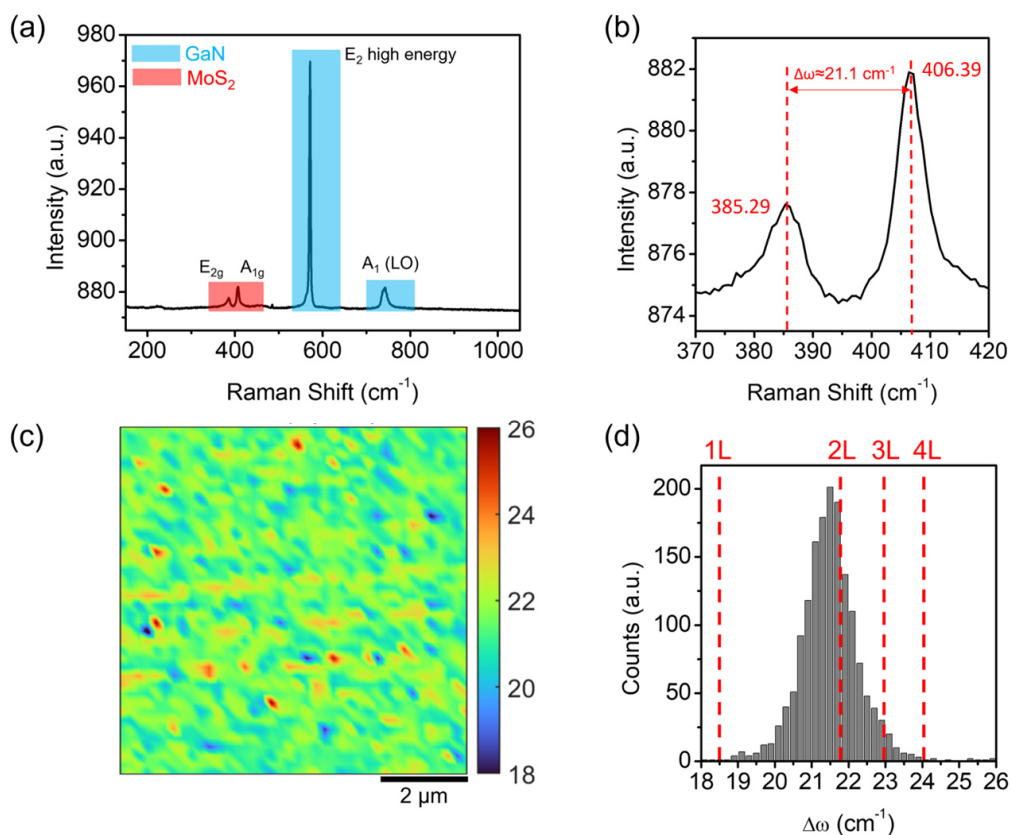 (a)
980
960
940
920
900
880
Intensity (a.u.)
GaN
MoS₂
E₂ high energy
E₂g
A₁g
A₁ (LO)
200 400 600 800 1000
Raman Shift (cm⁻¹)
(b)
882
880
878
876
874
Intensity (a.u.)
Δω≈21.1 cm⁻¹
406.39
385.29
370 380 390 400 410 420
Raman Shift (cm⁻¹)
(c)
26
24
22
20
18
2 μm
(d)
1L 2L 3L 4L
200
150
100
50
0
Counts (a.u.)
18 19 20 21 22 23 24 25 26
Δω (cm⁻¹)